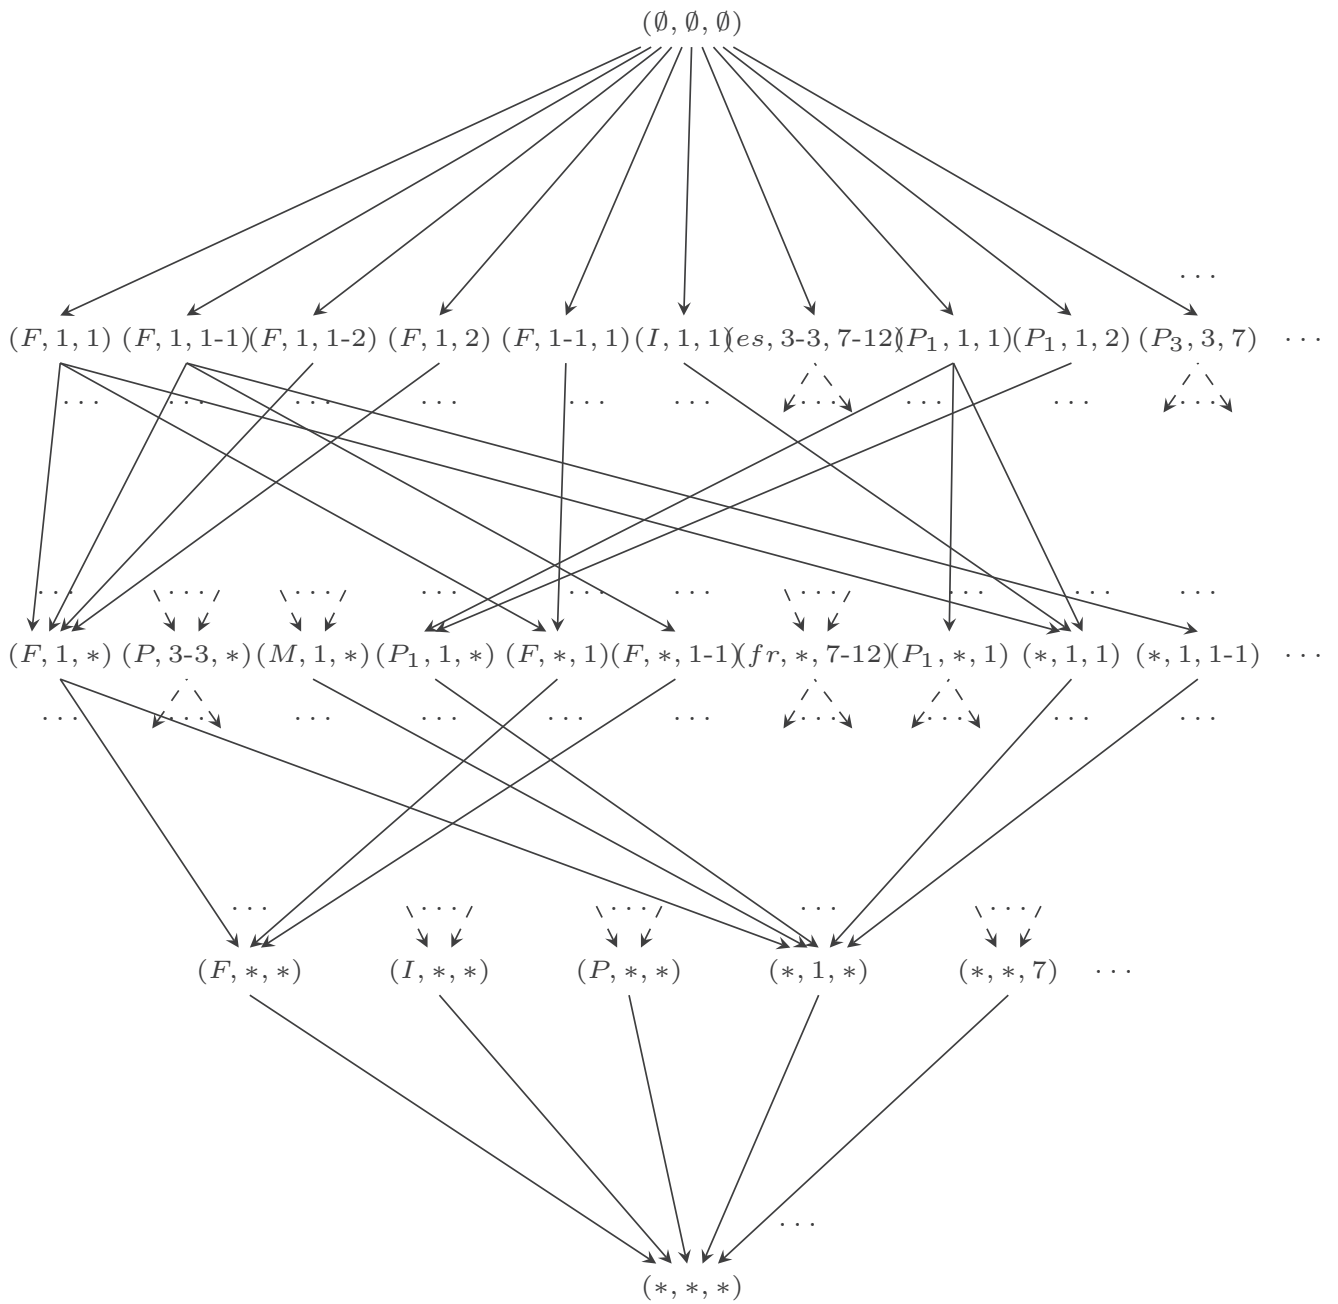 (∅, ∅, ∅)
· · ·
(F, 1, 1) (F, 1, 1-1) (F, 1, 1-2) (F, 1, 2) (F, 1-1, 1) (I, 1, 1) (es, 3-3, 7-12) (P₁, 1, 1) (P₁, 1, 2) (P₃, 3, 7) · · ·
· · · · · · · · · · · · · · · · · · · · · · · · · · · · · ·
· · · · · · · · · · · · · · · · · · · · · · · · · · · · · ·
(F, 1, ∗) (P, 3-3, ∗) (M, 1, ∗) (P₁, 1, ∗) (F, ∗, 1) (F, ∗, 1-1) (fr, ∗, 7-12) (P₁, ∗, 1) (∗, 1, 1) (∗, 1, 1-1) · · ·
· · · · · · · · · · · · · · · · · · · · · · · · · · · · · ·
· · · · · · · · · · · · · · ·
(F, ∗, ∗) (I, ∗, ∗) (P, ∗, ∗) (∗, 1, ∗) (∗, ∗, 7) · · ·
· · ·
(∗, ∗, ∗)